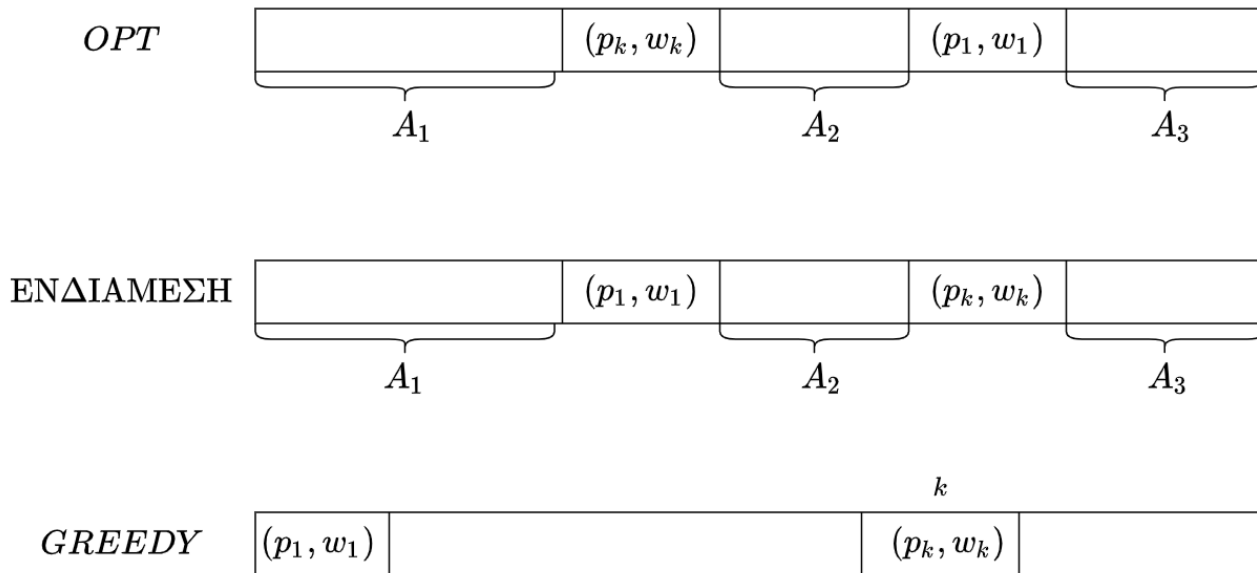 OPT (p_k, w_k) (p_1, w_1)
A_1 A_2 A_3
ΕΝΔΙΑΜΕΣΗ (p_1, w_1) (p_k, w_k)
A_1 A_2 A_3
k
GREEDY (p_1, w_1) (p_k, w_k)